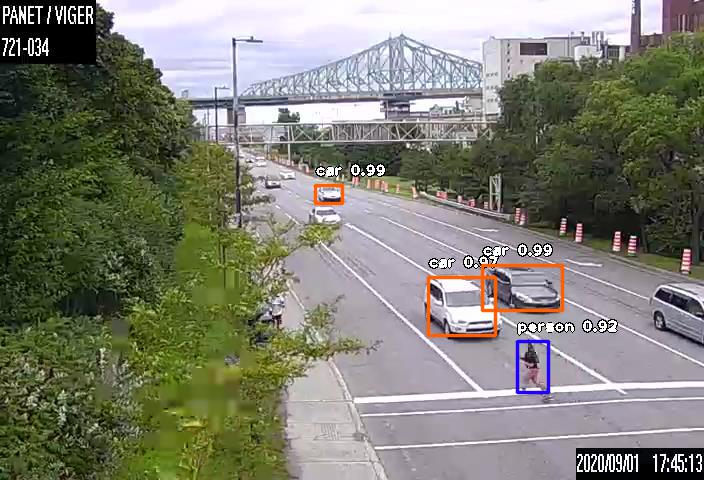 PANET / VIGER
721-034
car 0.99
car 0.99
car 0.97
person 0.92
2020/09/01 17:45:13